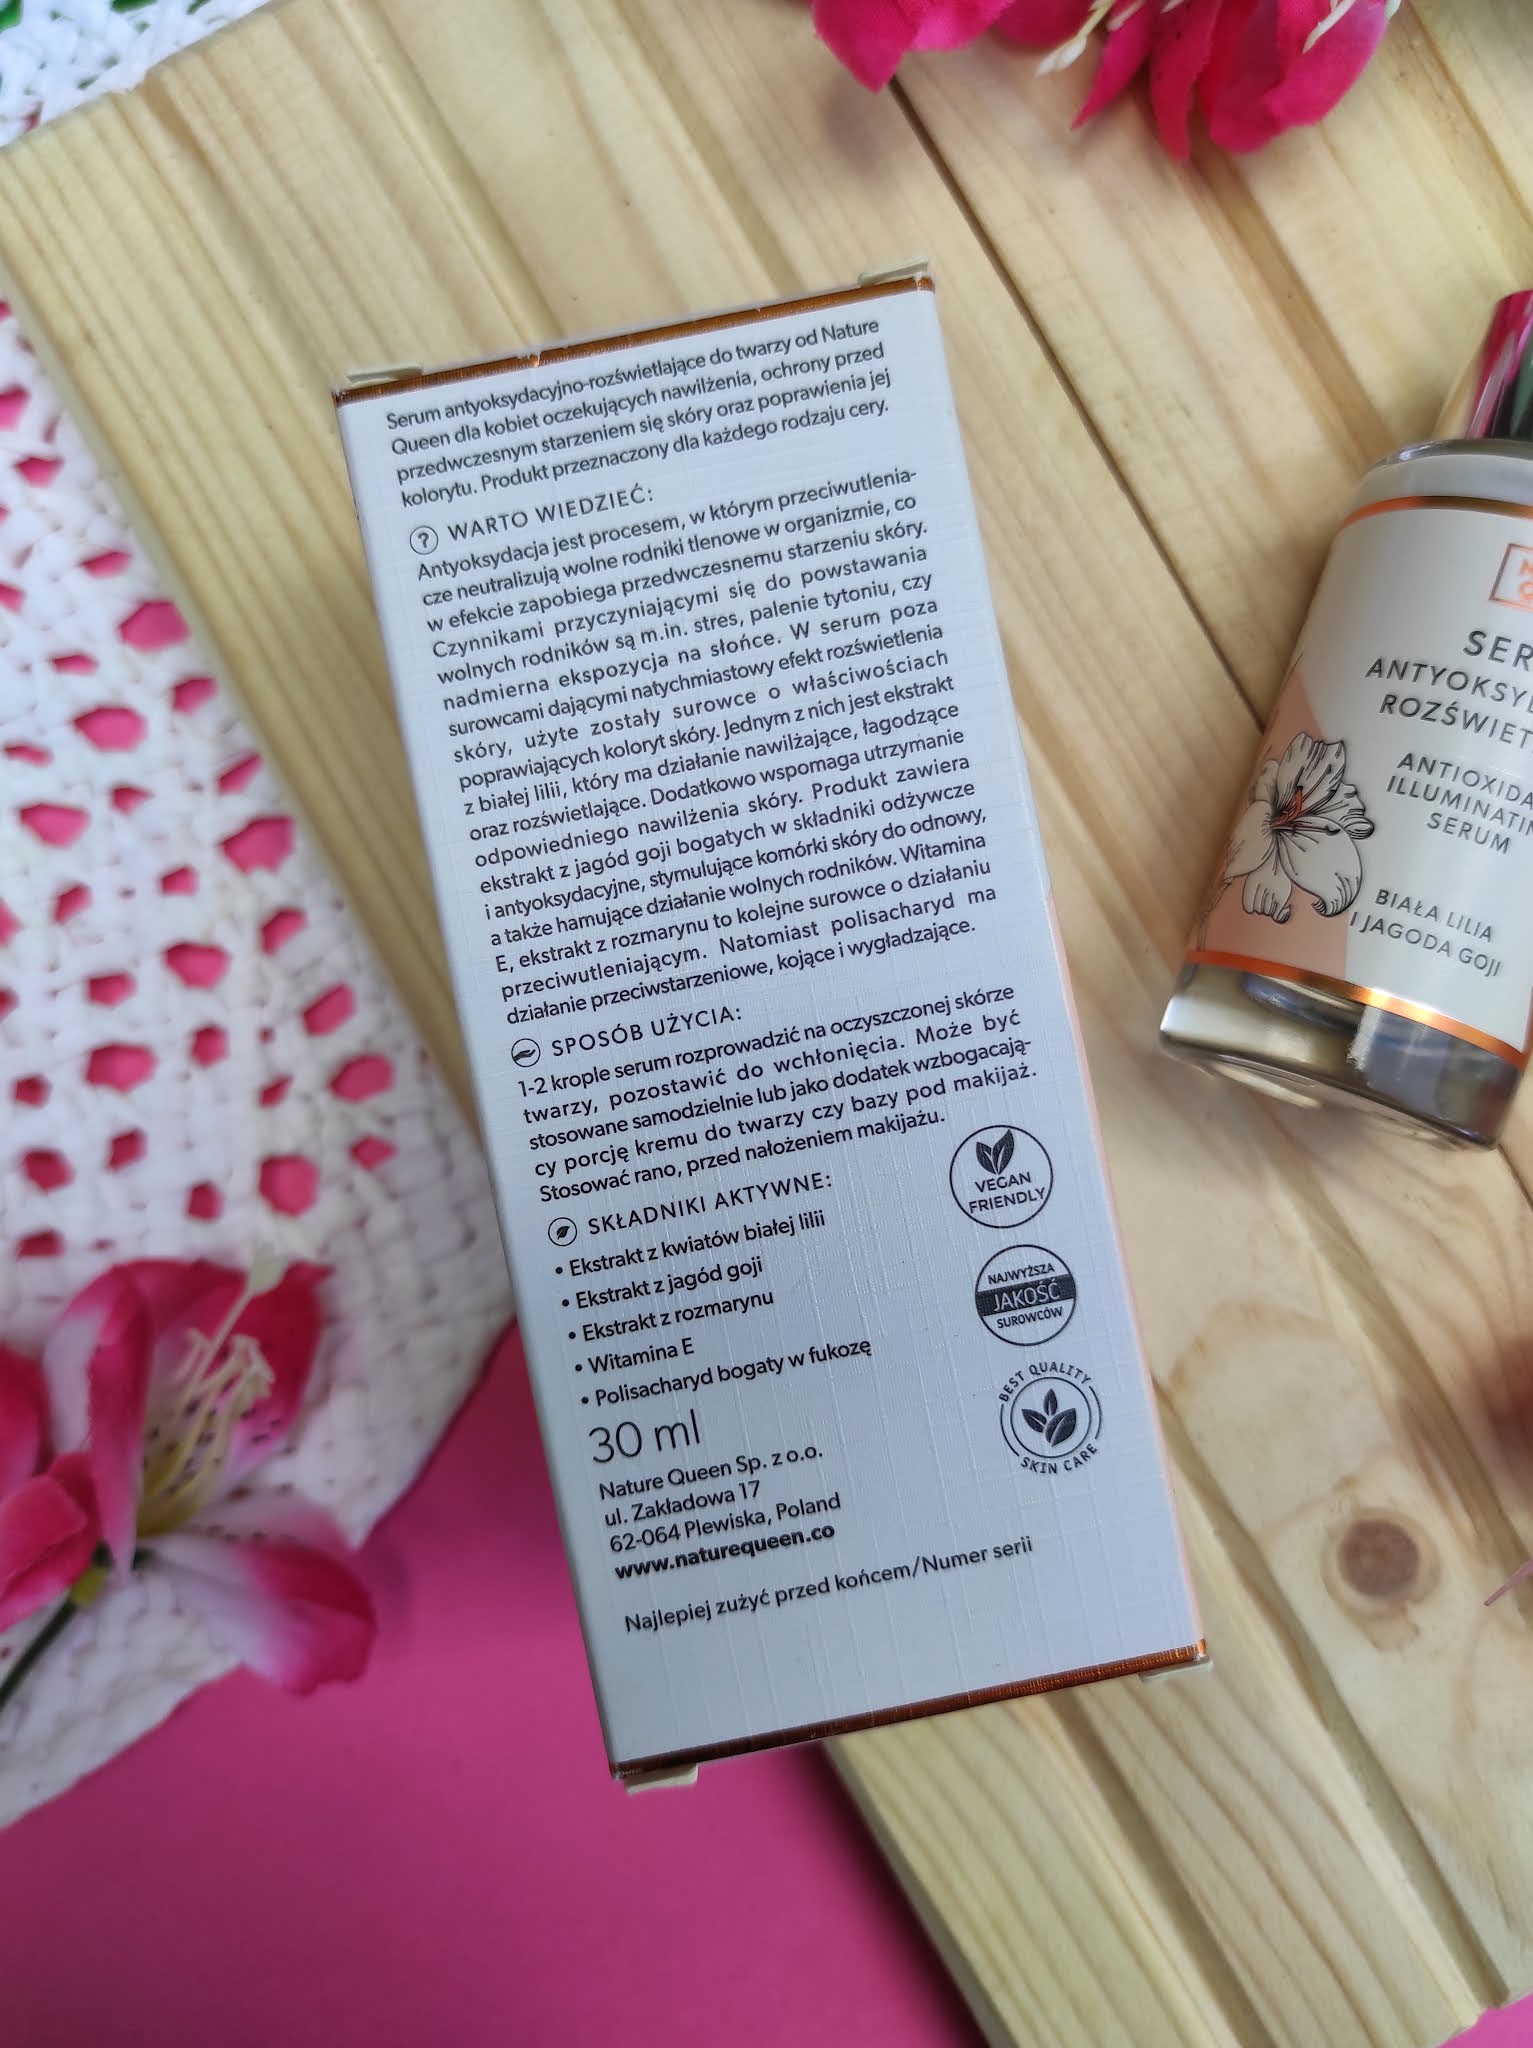 Serum antyoksydacyjno-rozświetlające do twarzy od Nature
Queen dla kobiet oczekujących nawilżenia, ochrony przed
przedwczesnym starzeniem się skóry oraz poprawienia jej
kolorytu. Produkt przeznaczony dla każdego rodzaju cery.
? WARTO WIEDZIEĆ:
Antyoksydacja jest procesem, w którym przeciwutlenia-
cze neutralizują wolne rodniki tlenowe w organizmie, co
w efekcie zapobiega przedwczesnemu starzeniu skóry.
Czynnikami przyczyniającymi się do powstawania
wolnych rodników są m.in. stres, palenie tytoniu, czy
nadmierna ekspozycja na słońce. W serum poza
surowcami dającymi natychmiastowy efekt rozświetlenia
skóry, użyte zostały surowce o właściwościach
poprawiających koloryt skóry. Jednym z nich jest ekstrakt
z białej lilii, który ma działanie nawilżające, łagodzące
oraz rozświetlające. Dodatkowo wspomaga utrzymanie
odpowiedniego nawilżenia skóry. Produkt zawiera
ekstrakt z jagód goji bogatych w składniki odżywcze
i antyoksydacyjne, stymulujące komórki skóry do odnowy,
a także hamujące działanie wolnych rodników. Witamina
E, ekstrakt z rozmarynu to kolejne surowce o działaniu
przeciwutleniającym. Natomiast polisacharyd ma
działanie przeciwstarzeniowe, kojące i wygładzające.
SPOSÓB UŻYCIA:
1-2 krople serum rozprowadzić na oczyszczonej skórze
twarzy, pozostawić do wchłonięcia. Może być
stosowane samodzielnie lub jako dodatek wzbogacają-
cy porcję kremu do twarzy czy bazy pod makijaż.
Stosować rano, przed nałożeniem makijażu.
SKŁADNIKI AKTYWNE:
• Ekstrakt z kwiatów białej lilii
• Ekstrakt z jagód goji
• Ekstrakt z rozmarynu
• Witamina E
• Polisacharyd bogaty w fukozę
30 ml
Nature Queen Sp. z o.o.
ul. Zakładowa 17
62-064 Plewiska, Poland
www.naturequeen.co
Najlepiej zużyć przed końcem/Numer serii
VEGAN
FRIENDLY
NAJWYŻSZA
JAKOŚĆ
SUROWCÓW
BEST QUALITY
SKIN CARE
N
Q
SER
ANTYOKSY
ROZŚWIET
ANTIOXIDA
ILLUMINATIN
SERUM
BIAŁA LILIA
I JAGODA GOJI